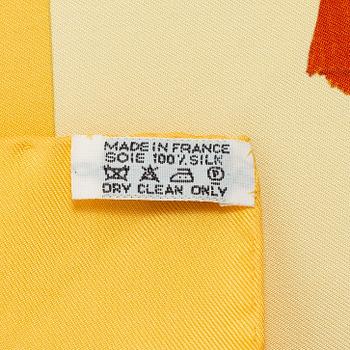 MADE IN FRANCE
SOIE 100% SILK
P
DRY CLEAN ONLY